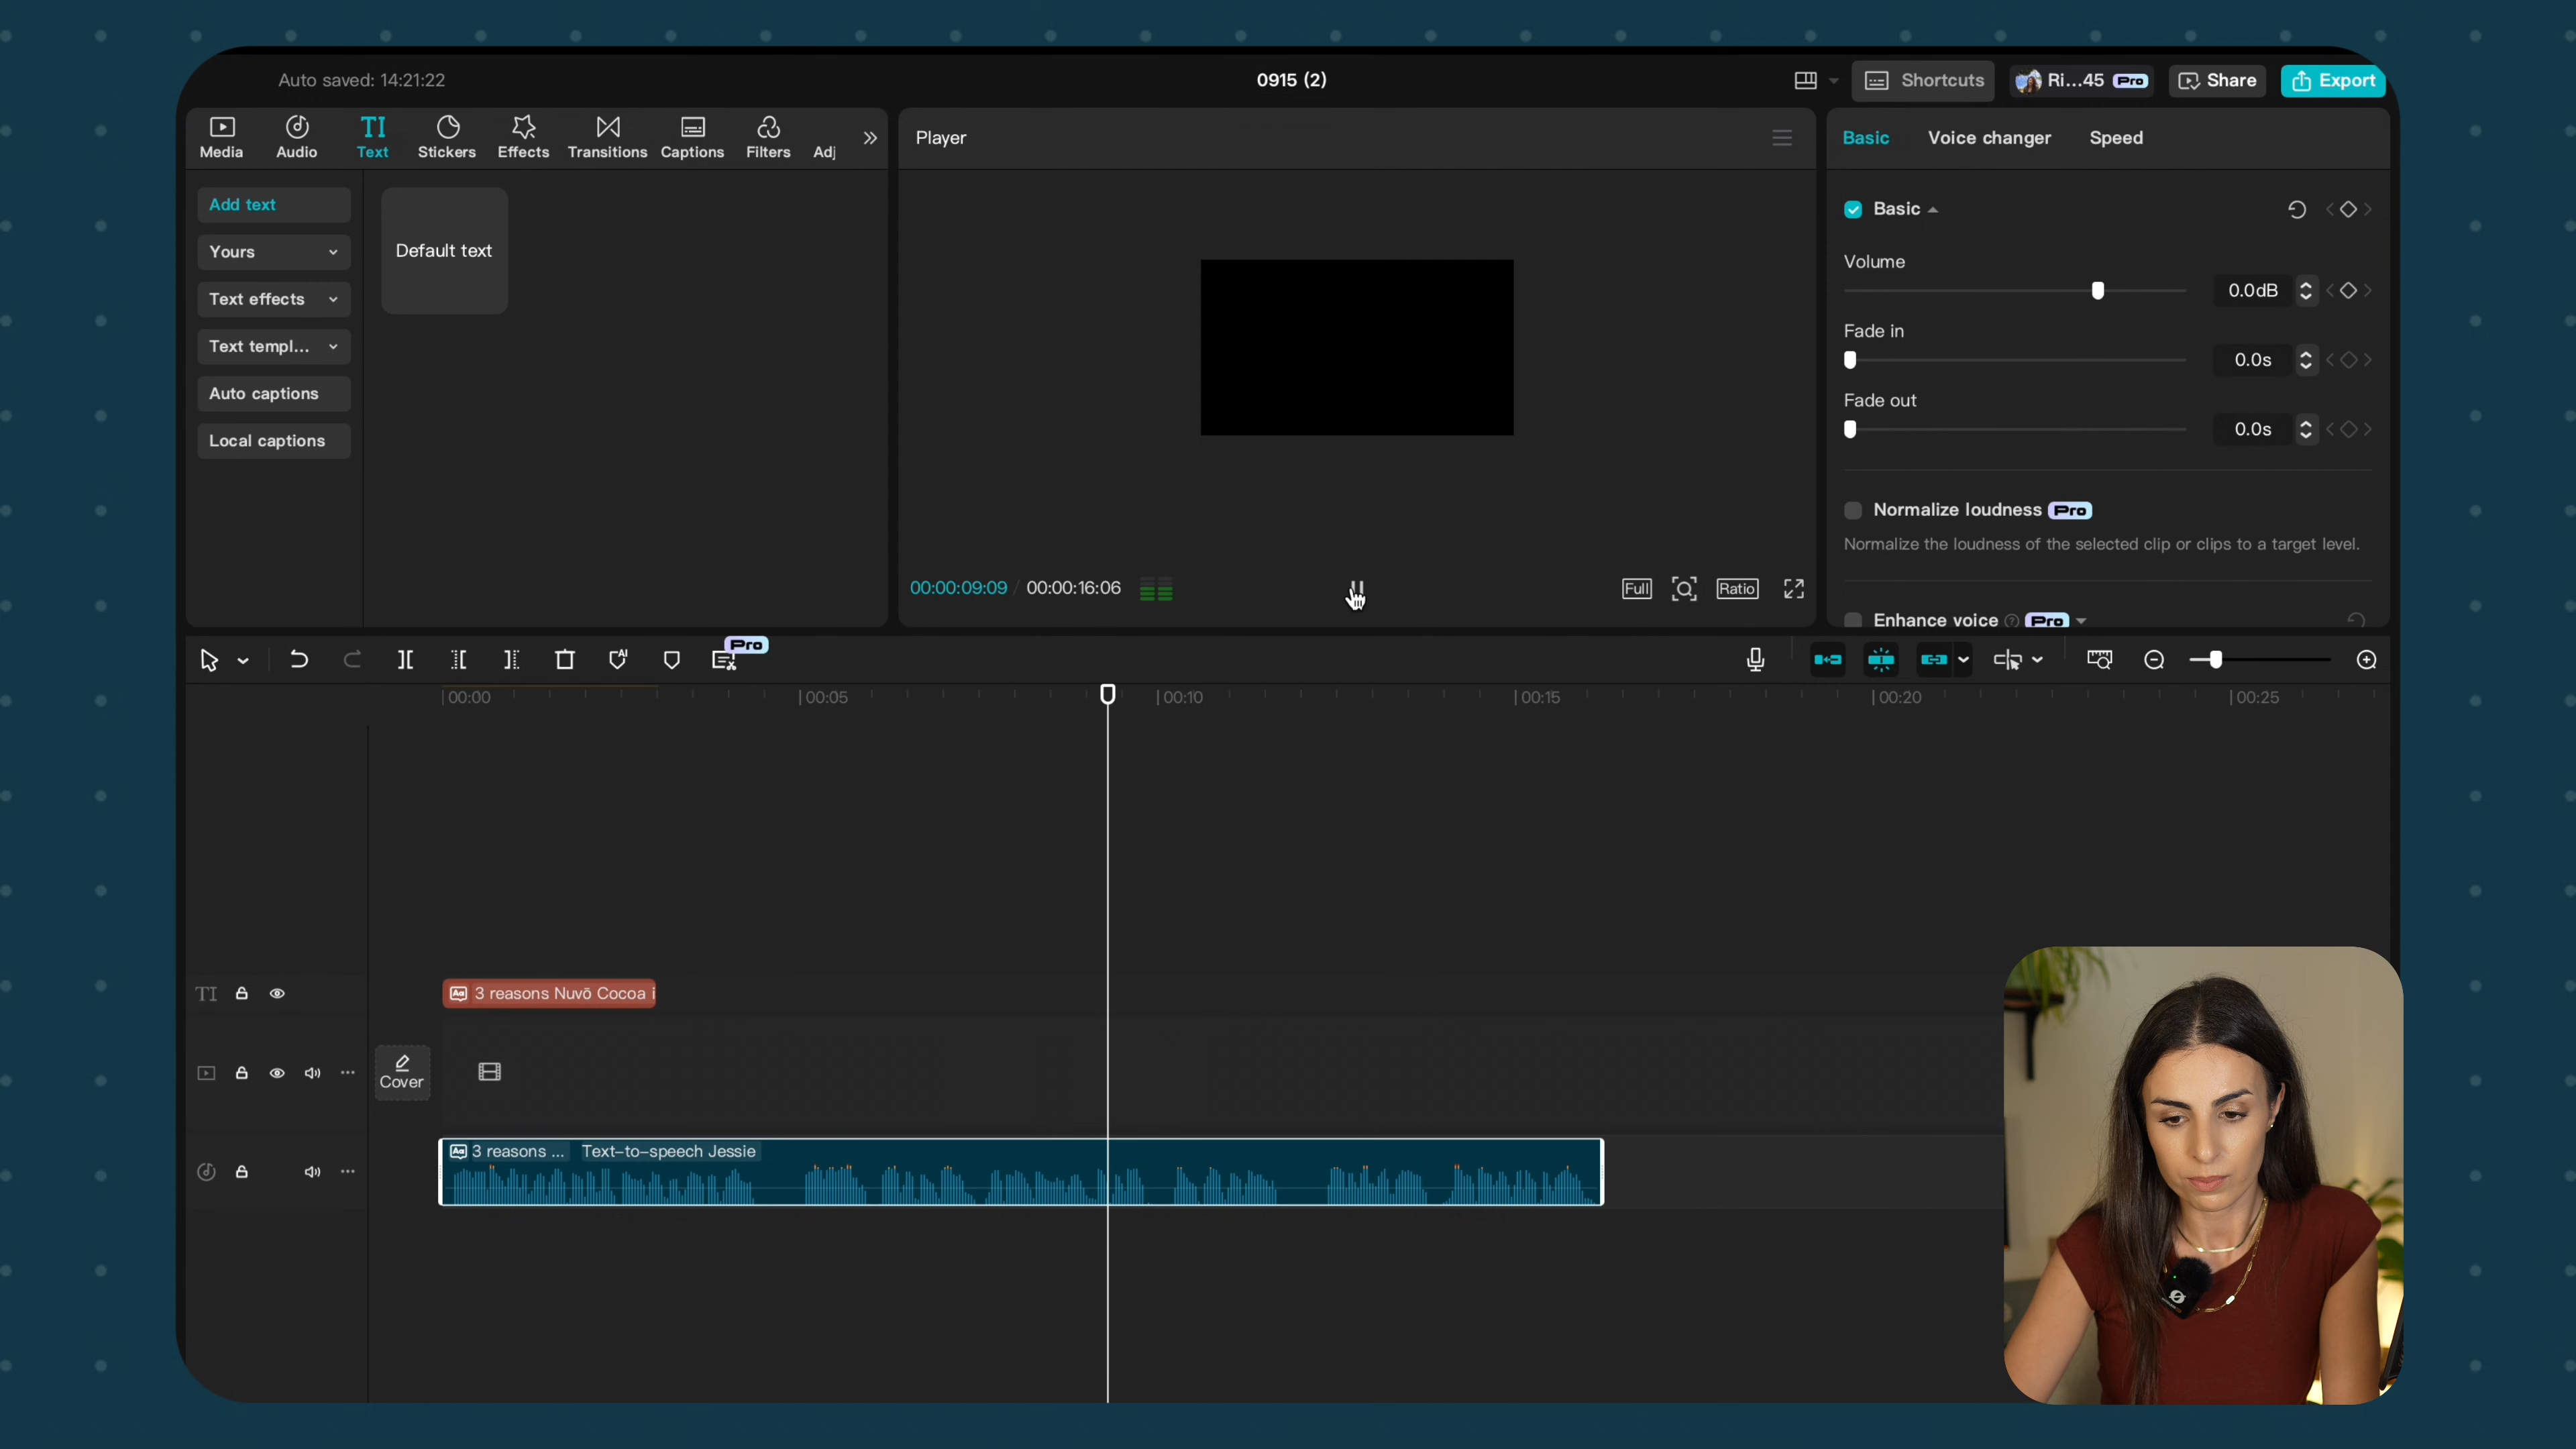 Auto saved: 14:21:22
0915 (2)
Shortcuts
Ri...45 Pro
Share
Export
Media
Audio
TI
Text
Stickers
Effects
Transitions
Captions
Filters
Adj
Player
Basic
Voice changer
Speed
Add text
Yours
Text effects
Text templ...
Auto captions
Local captions
Default text
Basic
Volume
0.0dB
Fade in
0.0s
Fade out
0.0s
Normalize loudness Pro
Normalize the loudness of the selected clip or clips to a target level.
Enhance voice Pro
00:00:09:09 / 00:00:16:06
Full
Ratio
AI
Pro
00:00
00:05
00:10
00:15
00:20
00:25
TI
Aa 3 reasons Nuvō Cocoa i
Cover
Aa 3 reasons ... Text-to-speech Jessie